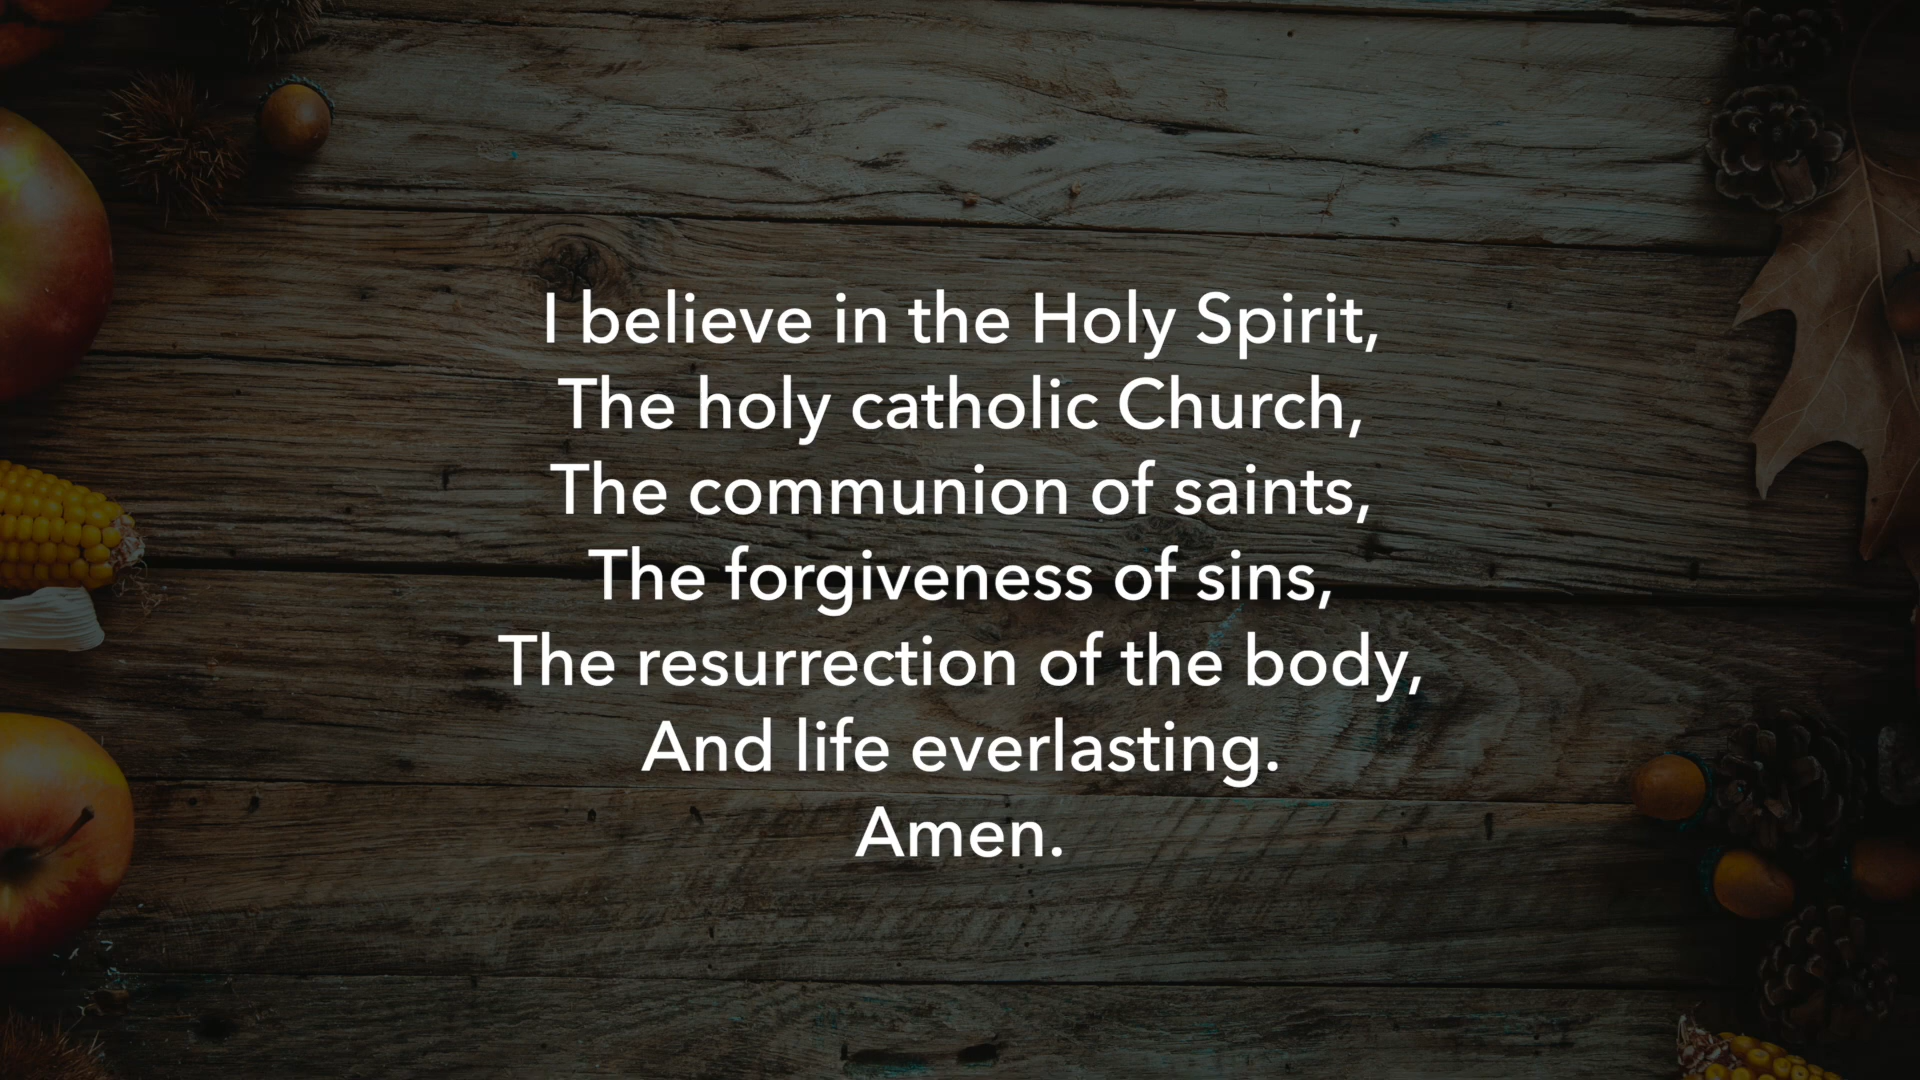 I believe in the Holy Spirit,
The holy catholic Church,
The communion of saints,
The forgiveness of sins,
The resurrection of the body,
And life everlasting.
Amen.